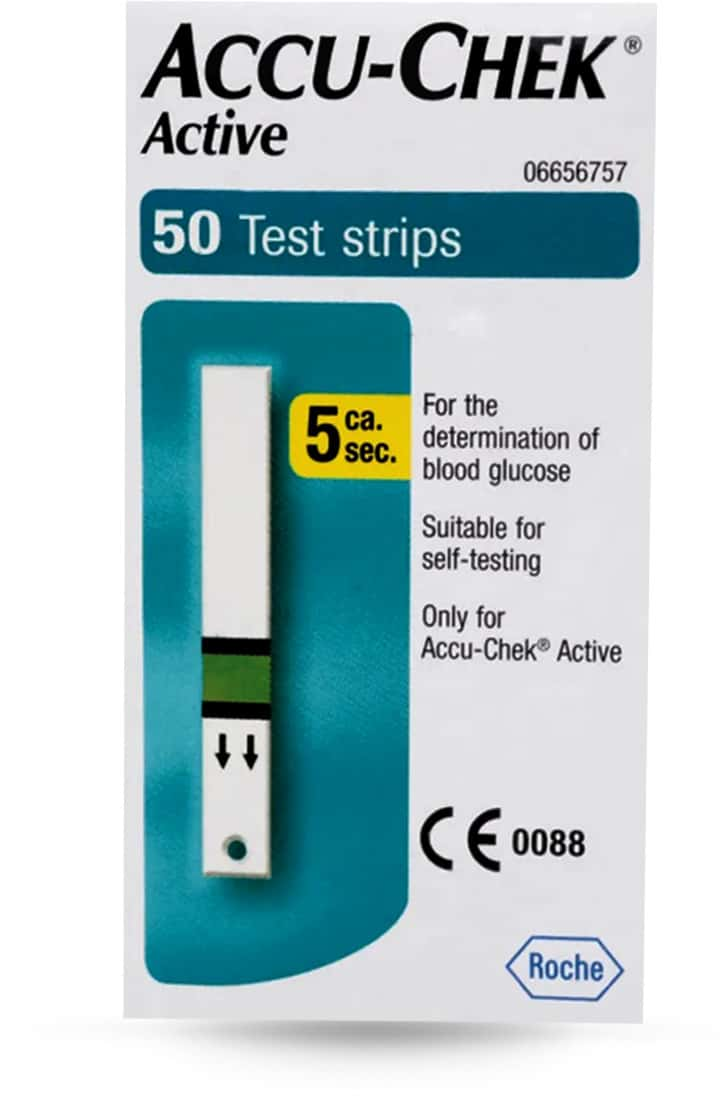 ACCU-CHEK®
Active
06656757
50 Test strips
5 ca.
sec.
For the
determination of
blood glucose
Suitable for
self-testing
Only for
Accu-Chek® Active
CE 0088
Roche